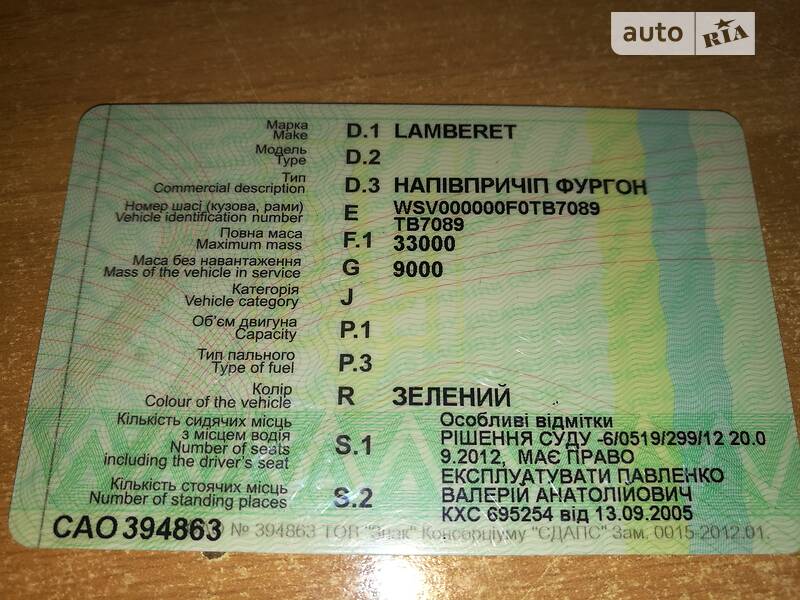 auto RIA
Марка
Make D.1 LAMBERET
Модель
Type D.2
Тип
Commercial description D.3 НАПІВПРИЧІП ФУРГОН
Номер шасі (кузова, рами)
Vehicle identification number E WSV000000F0TB7089
TB7089
Повна маса
Maximum mass F.1 33000
Маса без навантаження
Mass of the vehicle in service G 9000
Категорія
Vehicle category J
Об'єм двигуна
Capacity P.1
Тип пального
Type of fuel P.3
Колір
Colour of the vehicle R ЗЕЛЕНИЙ
Кількість сидячих місць
з місцем водія
Number of seats
including the driver's seat S.1
Кількість стоячих місць
Number of standing places S.2
Особливі відмітки
РІШЕННЯ СУДУ -6/0519/299/12 20.0
9.2012, МАЄ ПРАВО
ЕКСПЛУАТУВАТИ ПАВЛЕНКО
ВАЛЕРІЙ АНАТОЛІЙОВИЧ
КХС 695254 від 13.09.2005
САО 394863 № 394863 ТОВ "Знак" Консорціуму "ЄДАПС" Зам. 0015-2012.01.